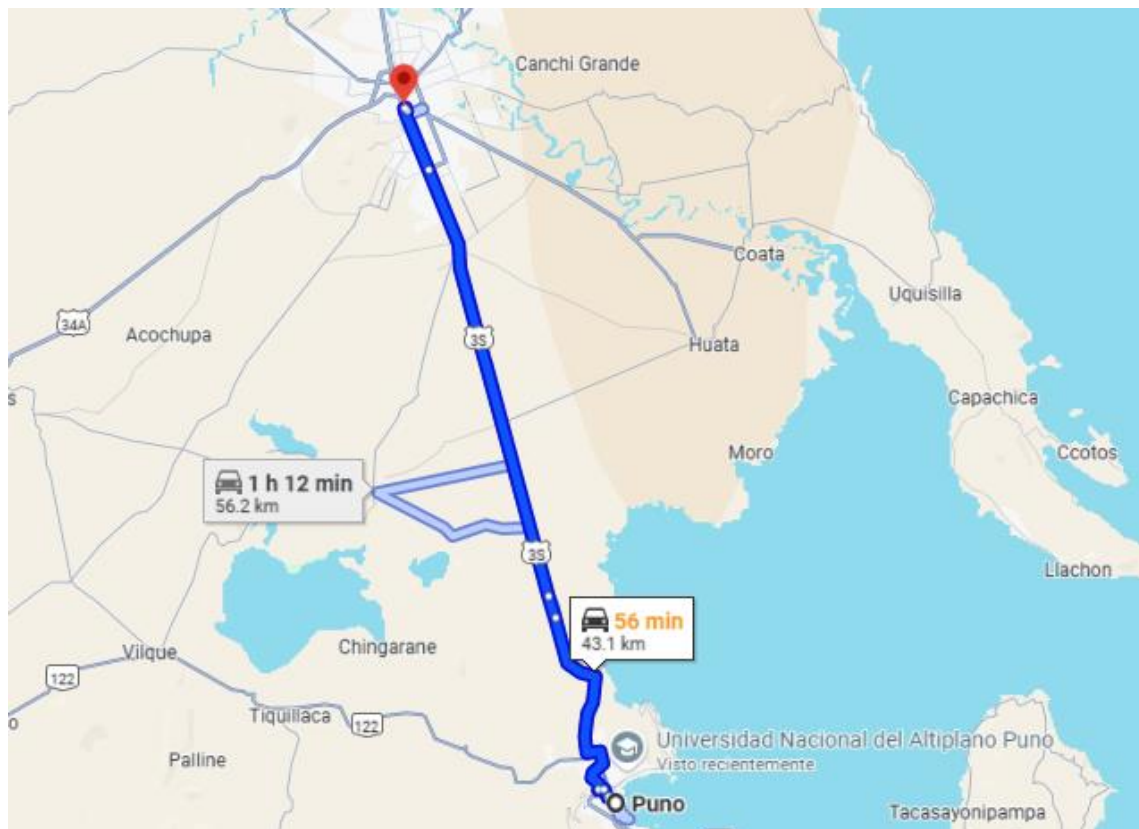 Canchi Grande
Coata
Uquisilla
34A
Acochupa
3S
Huata
s
Capachica
Moro
Ccotos
1 h 12 min
56.2 km
3S
Llachon
56 min
43.1 km
Vilque
Chingarane
122
Tiquillaca
122
o
Palline
Universidad Nacional del Altiplano Puno
Visto recientemente
Puno
Tacasayonipampa